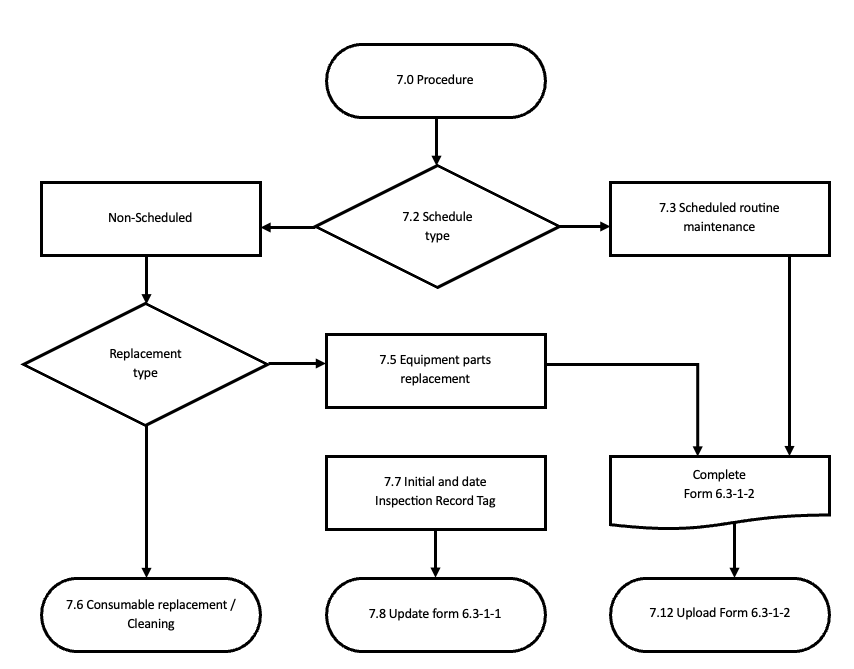 7.0 Procedure
Non-Scheduled
7.2 Schedule
type
7.3 Scheduled routine
maintenance
Replacement
type
7.5 Equipment parts
replacement
7.7 Initial and date
Inspection Record Tag
Complete
Form 6.3-1-2
7.6 Consumable replacement /
Cleaning
7.8 Update form 6.3-1-1
7.12 Upload Form 6.3-1-2